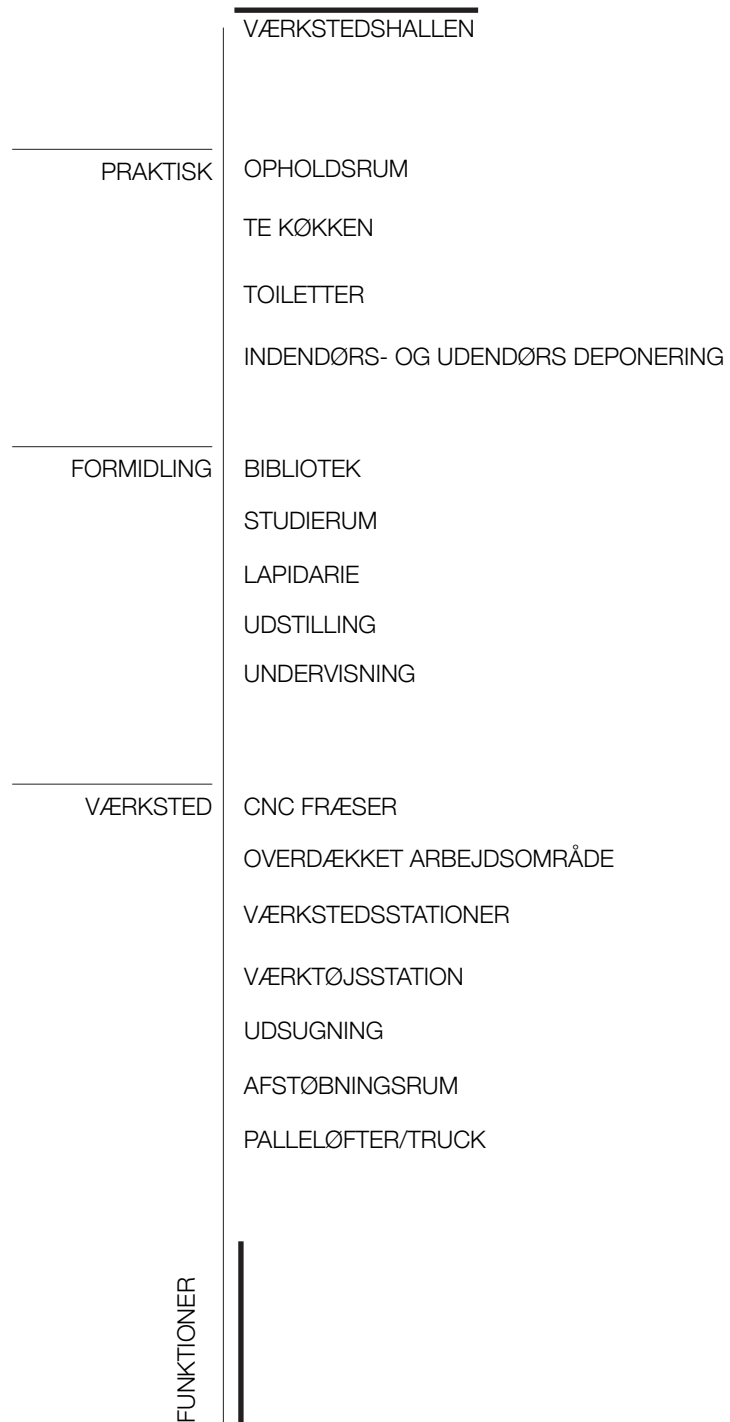 VÆRKSTEDSHALLEN
PRAKTISK
OPHOLDSRUM
TE KØKKEN
TOILETTER
INDENDØRS- OG UDENDØRS DEPONERING
FORMIDLING
BIBLIOTEK
STUDIERUM
LAPIDARIE
UDSTILLING
UNDERVISNING
VÆRKSTED
CNC FRÆSER
OVERDÆKKET ARBEJDSOMRÅDE
VÆRKSTEDSSTATIONER
VÆRKTØJSSTATION
UDSUGNING
AFSTØBNINGSRUM
PALLELØFTER/TRUCK
FUNKTIONER